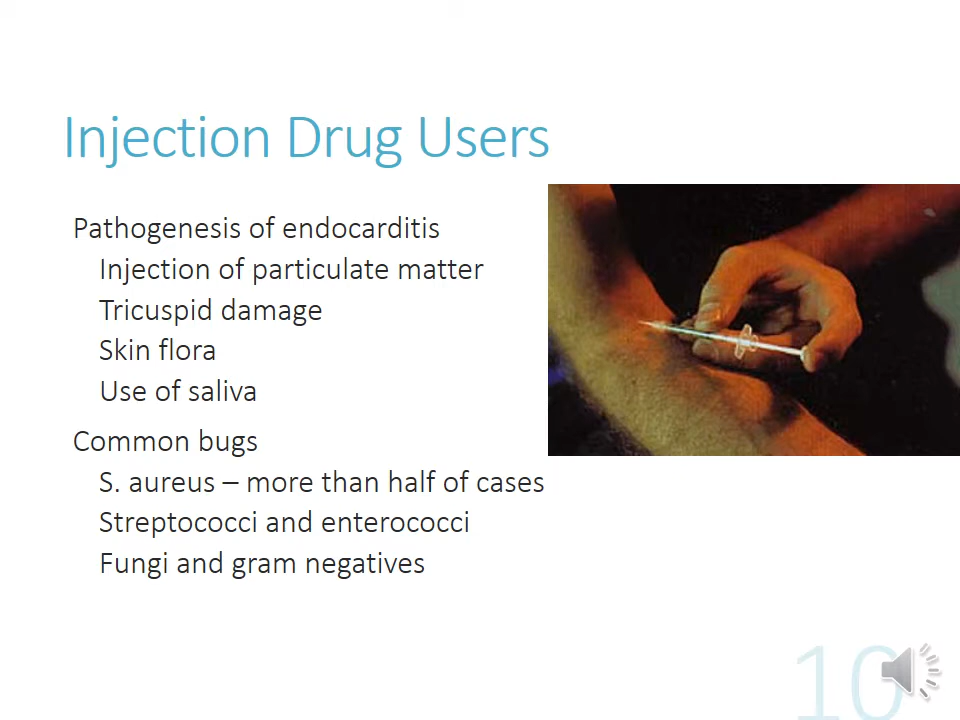 Injection Drug Users
Pathogenesis of endocarditis
Injection of particulate matter
Tricuspid damage
Skin flora
Use of saliva
Common bugs
S. aureus – more than half of cases
Streptococci and enterococci
Fungi and gram negatives
10